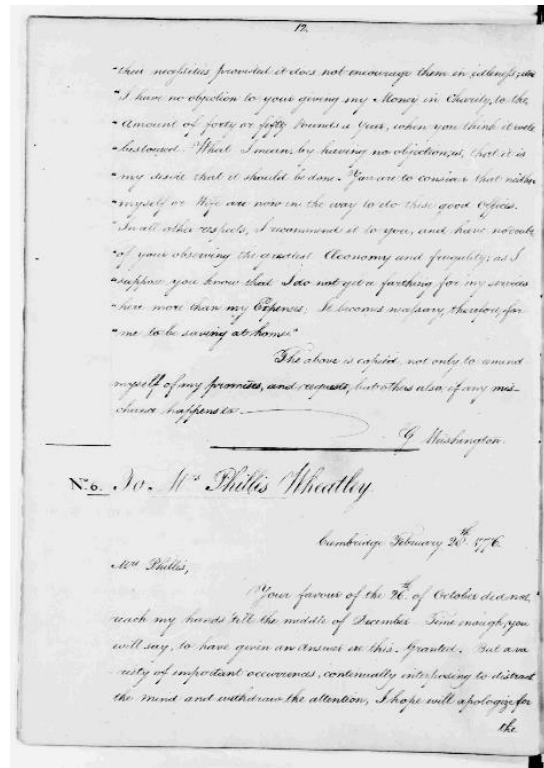 12.
"their necessities provided it does not encourage them in idleness; and
"I have no objection to your giving my Money in Charity, to the
"Amount of forty or fifty Pounds a Year, when you think it well
"bestowed. What I mean, by having no objection, is, that it is
"my desire that it should be done. You are to consider that neither
"myself or Wife are now in the way to do these good Offices.
"In all other respects, I recommend it to you, and have no doubt
"of your observing the greatest Œconomy and frugality; as I
"suppose you know that I do not get a farthing for my services
"here more than my Expenses; It becomes necessary, therefore, for
"me to be saving at home."
The above is copied, not only to remind
myself of my promises, and requests, but others also, if any mis-
chance happens to
G Washington.
No. 6. To. Mrs Phillis Wheatley
Cambridge February 28th. 1776.
Mrs Phillis,
Your favour of the 26th. of October did not
reach my hands 'till the middle of December. Time enough, you
will say, to have given an answer ere this. Granted. But a va-
riety of important occurrences, continually interposing to distract
the mind and withdraw the attention, I hope will apologize for
the